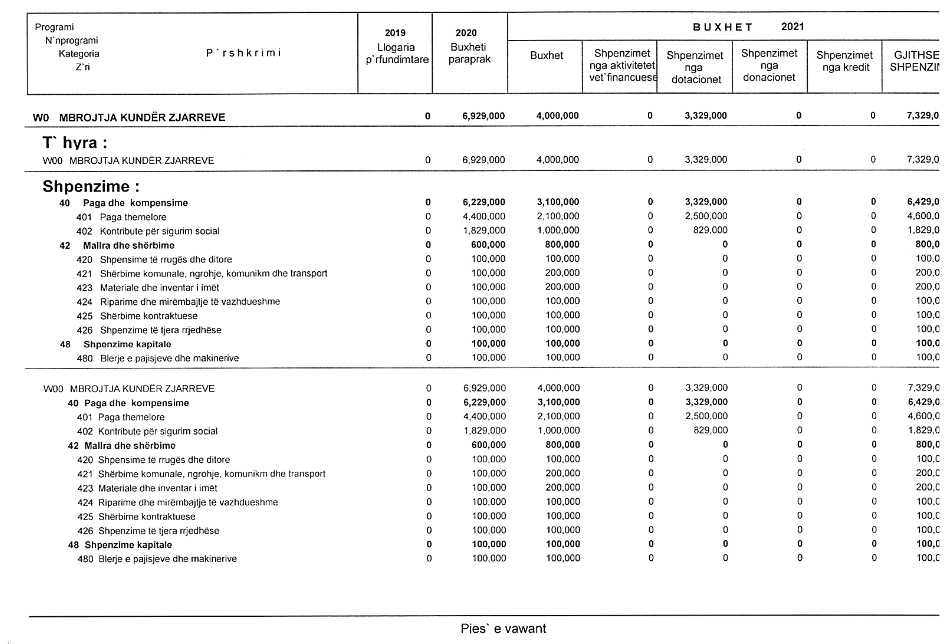 Programi
N`nprogrami
Kategoria
Z`ri
P`rshkrimi
2019
Llogaria
p`rfundimtare
2020
Buxheti
paraprak
BUXHET 2021
Buxhet
Shpenzimet
nga aktivitetet
vet`financuese
Shpenzimet
nga
dotacionet
Shpenzimet
nga
donacionet
Shpenzimet
nga kredit
GJITHSE
SHPENZIN
W0 MBROJTJA KUNDËR ZJARREVE 0 6,929,000 4,000,000 0 3,329,000 0 0 7,329,0
T` hyra :
W00 MBROJTJA KUNDËR ZJARREVE 0 6,929,000 4,000,000 0 3,329,000 0 0 7,329,0
Shpenzime :
40 Paga dhe kompensime 0 6,229,000 3,100,000 0 3,329,000 0 0 6,429,0
401 Paga themelore 0 4,400,000 2,100,000 0 2,500,000 0 0 4,600,0
402 Kontribute për sigurim social 0 1,829,000 1,000,000 0 829,000 0 0 1,829,0
42 Mallra dhe shërbime 0 600,000 800,000 0 0 0 0 800,0
420 Shpensime të rrugës dhe ditore 0 100,000 100,000 0 0 0 0 100,0
421 Shërbime komunale, ngrohje, komunikm dhe transport 0 100,000 200,000 0 0 0 0 200,0
423 Materiale dhe inventar i imët 0 100,000 200,000 0 0 0 0 200,0
424 Riparime dhe mirëmbajtje të vazhdueshme 0 100,000 100,000 0 0 0 0 100,0
425 Shërbime kontraktuese 0 100,000 100,000 0 0 0 0 100,0
426 Shpenzime të tjera rrjedhëse 0 100,000 100,000 0 0 0 0 100,0
48 Shpenzime kapitale 0 100,000 100,000 0 0 0 0 100,0
480 Blerje e pajisjeve dhe makinerive 0 100,000 100,000 0 0 0 0 100,0
W00 MBROJTJA KUNDËR ZJARREVE 0 6,929,000 4,000,000 0 3,329,000 0 0 7,329,0
40 Paga dhe kompensime 0 6,229,000 3,100,000 0 3,329,000 0 0 6,429,0
401 Paga themelore 0 4,400,000 2,100,000 0 2,500,000 0 0 4,600,0
402 Kontribute për sigurim social 0 1,829,000 1,000,000 0 829,000 0 0 1,829,0
42 Mallra dhe shërbime 0 600,000 800,000 0 0 0 0 800,0
420 Shpensime të rrugës dhe ditore 0 100,000 100,000 0 0 0 0 100,0
421 Shërbime komunale, ngrohje, komunikm dhe transport 0 100,000 200,000 0 0 0 0 200,0
423 Materiale dhe inventar i imët 0 100,000 200,000 0 0 0 0 200,0
424 Riparime dhe mirëmbajtje të vazhdueshme 0 100,000 100,000 0 0 0 0 100,0
425 Shërbime kontraktuese 0 100,000 100,000 0 0 0 0 100,0
426 Shpenzime të tjera rrjedhëse 0 100,000 100,000 0 0 0 0 100,0
48 Shpenzime kapitale 0 100,000 100,000 0 0 0 0 100,0
480 Blerje e pajisjeve dhe makinerive 0 100,000 100,000 0 0 0 0 100,0
Pies` e vawant